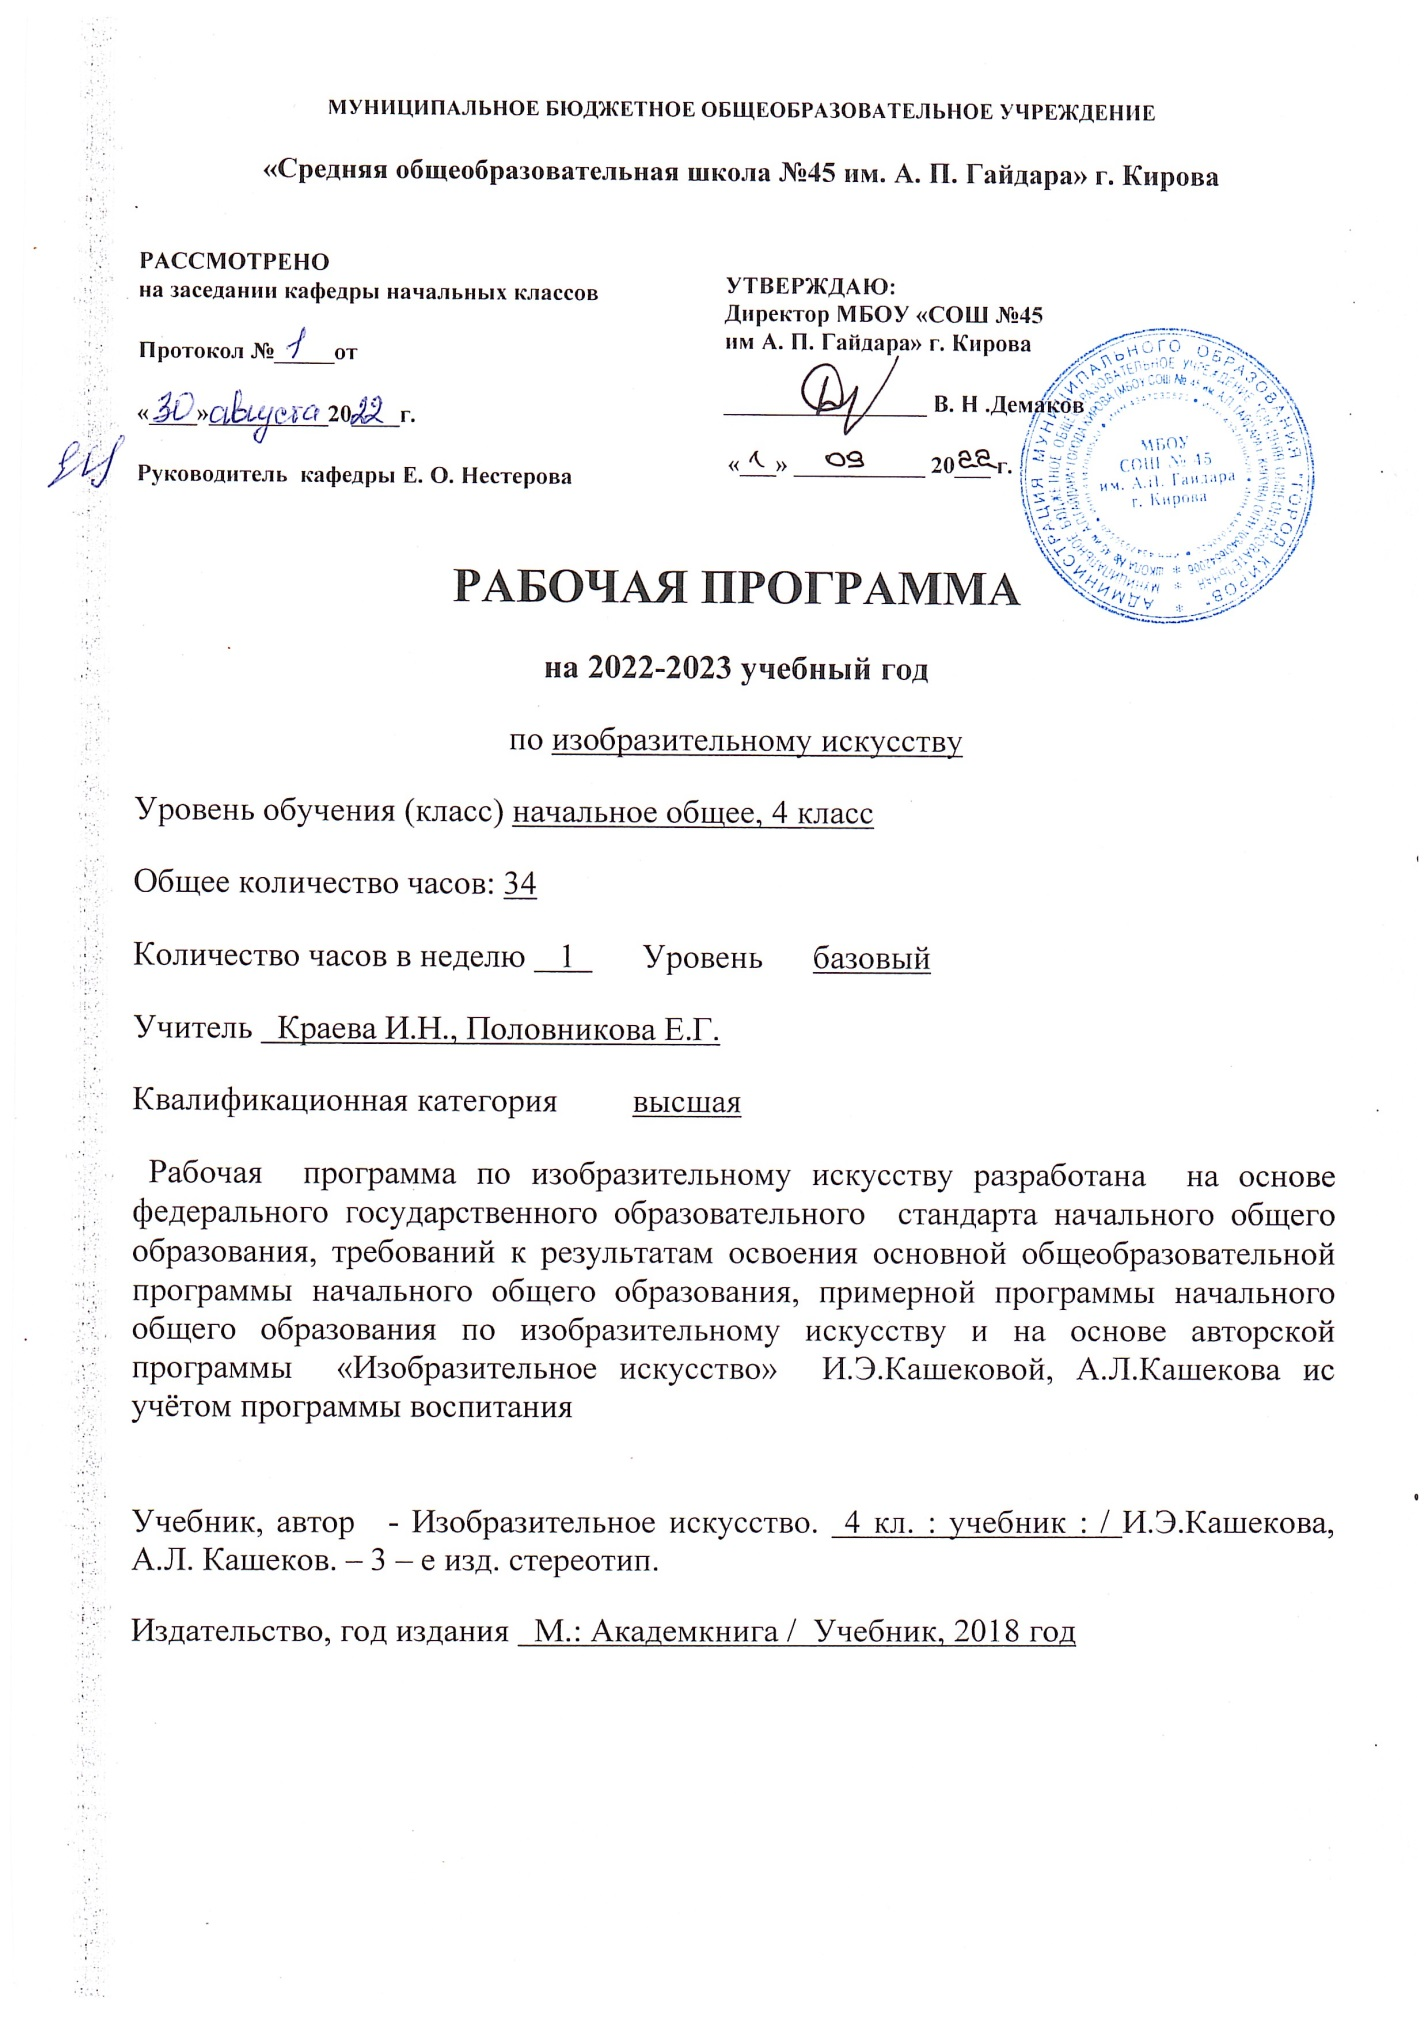 МУНИЦИПАЛЬНОЕ БЮДЖЕТНОЕ ОБЩЕОБРАЗОВАТЕЛЬНОЕ УЧРЕЖДЕНИЕ
«Средняя общеобразовательная школа №45 им. А. П. Гайдара» г. Кирова
РАССМОТРЕНО
на заседании кафедры начальных классов
Протокол № 1 от
«30» августа 2022 г.
Руководитель кафедры Е. О. Нестерова
УТВЕРЖДАЮ:
Директор МБОУ «СОШ №45
им А. П. Гайдара» г. Кирова
В. Н .Демаков
«1» 09 2022 г.
АДМИНИСТРАЦИЯ МУНИЦИПАЛЬНОГО ОБРАЗОВАНИЯ "ГОРОД КИРОВ"
МБОУ
СОШ № 45
им. А.П. Гайдара
г. Кирова
РАБОЧАЯ ПРОГРАММА
на 2022-2023 учебный год
по изобразительному искусству
Уровень обучения (класс) начальное общее, 4 класс
Общее количество часов: 34
Количество часов в неделю 1 Уровень базовый
Учитель Краева И.Н., Половникова Е.Г.
Квалификационная категория высшая
Рабочая программа по изобразительному искусству разработана на основе
федерального государственного образовательного стандарта начального общего
образования, требований к результатам освоения основной общеобразовательной
программы начального общего образования, примерной программы начального
общего образования по изобразительному искусству и на основе авторской
программы «Изобразительное искусство» И.Э.Кашековой, А.Л.Кашекова ис
учётом программы воспитания
Учебник, автор - Изобразительное искусство. 4 кл. : учебник : / И.Э.Кашекова,
А.Л. Кашеков. – 3 – е изд. стереотип.
Издательство, год издания М.: Академкнига / Учебник, 2018 год